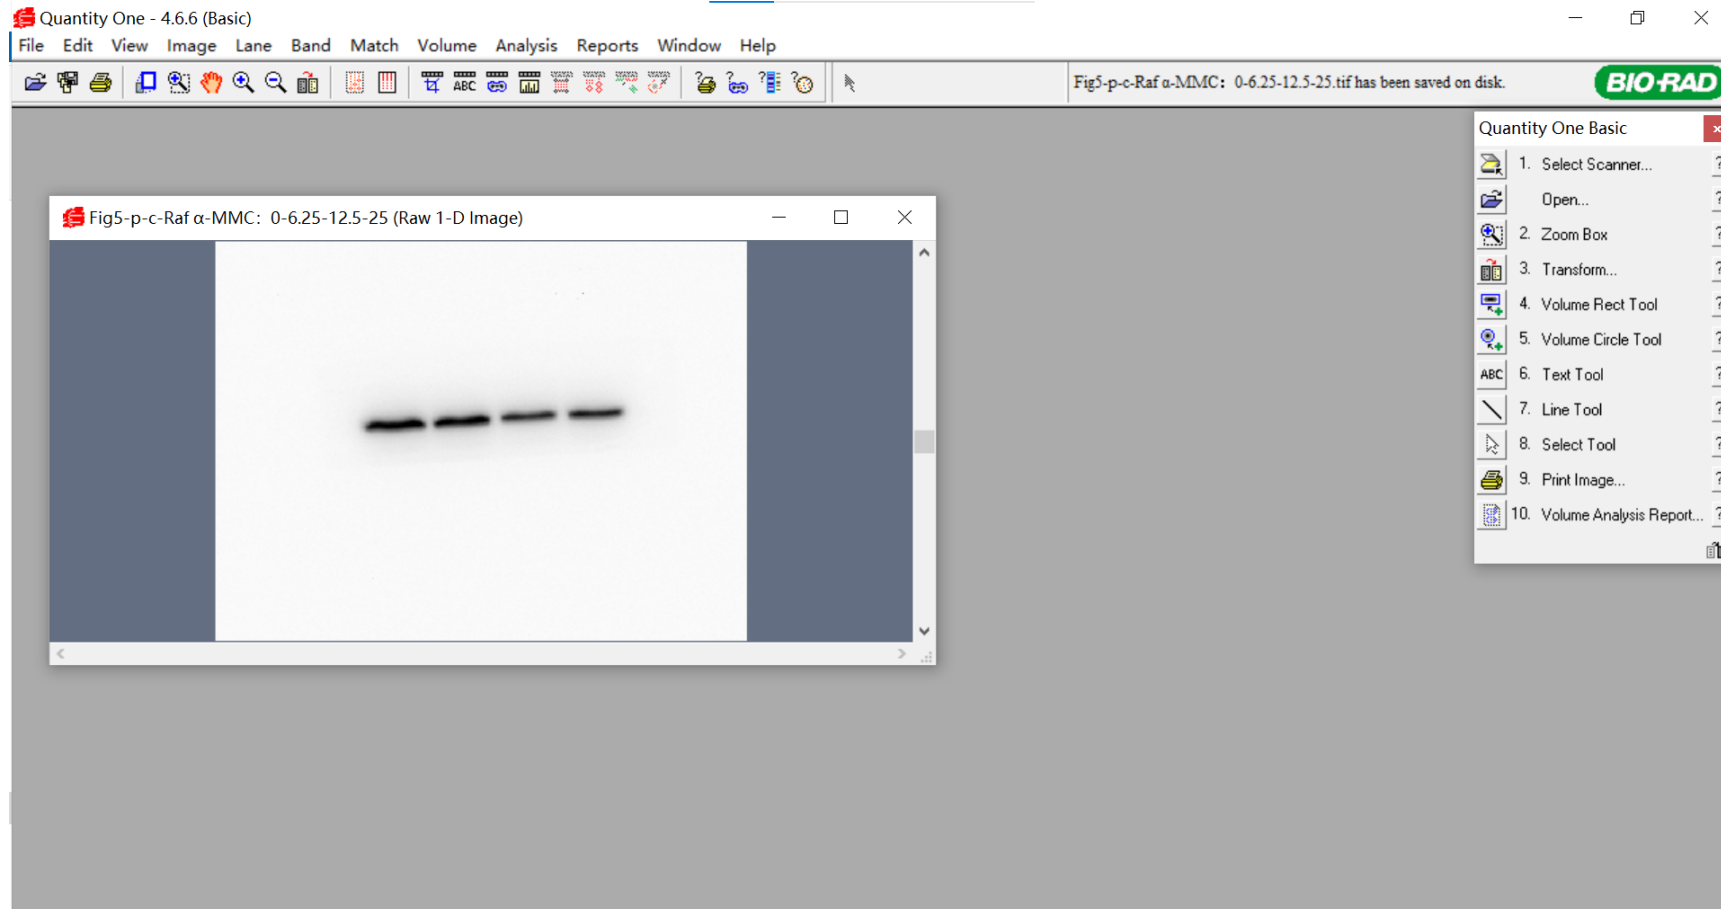 Quantity One - 4.6.6 (Basic)
File Edit View Image Lane Band Match Volume Analysis Reports Window Help
ABC
Fig5-p-c-Raf α-MMC：0-6.25-12.5-25.tif has been saved on disk.
BIO-RAD
Quantity One Basic
1. Select Scanner... ?
Open... ?
2. Zoom Box ?
3. Transform... ?
4. Volume Rect Tool ?
5. Volume Circle Tool ?
ABC 6. Text Tool ?
7. Line Tool ?
8. Select Tool ?
9. Print Image... ?
10. Volume Analysis Report... ?
Fig5-p-c-Raf α-MMC：0-6.25-12.5-25 (Raw 1-D Image)